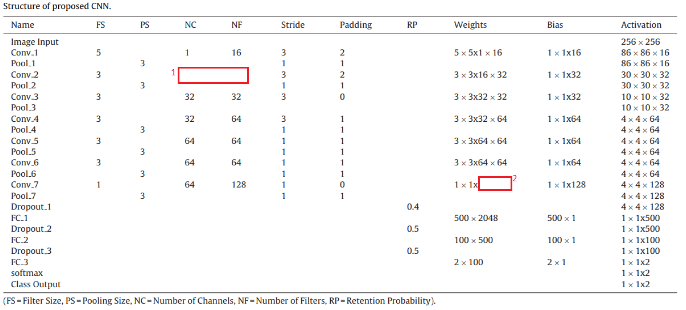 Structure of proposed CNN.
Name FS PS NC NF Stride Padding RP Weights Bias Activation
Image Input 256 × 256
Conv_1 5 1 16 3 2 5 × 5x1 × 16 1 × 1x16 86 × 86 × 16
Pool_1 3 1 1 86 × 86 × 16
Conv_2 3 1 3 2 3 × 3x16 × 32 1 × 1x32 30 × 30 × 32
Pool_2 3 1 1 30 × 30 × 32
Conv_3 3 32 32 3 0 3 × 3x32 × 32 1 × 1x32 10 × 10 × 32
Pool_3 10 × 10 × 32
Conv_4 3 32 64 3 1 3 × 3x32 × 64 1 × 1x64 4 × 4 × 64
Pool_4 3 1 1 4 × 4 × 64
Conv_5 3 64 64 1 1 3 × 3x64 × 64 1 × 1x64 4 × 4 × 64
Pool_5 3 1 1 4 × 4 × 64
Conv_6 3 64 64 1 1 3 × 3x64 × 64 1 × 1x64 4 × 4 × 64
Pool_6 3 1 1 4 × 4 × 64
Conv_7 1 64 128 1 0 1 × 1x 2 1 × 1x128 4 × 4 × 128
Pool_7 3 1 1 4 × 4 × 128
Dropout_1 0.4 4 × 4 × 128
FC_1 500 × 2048 500 × 1 1 × 1x500
Dropout_2 0.5 1 × 1x500
FC_2 100 × 500 100 × 1 1 × 1x100
Dropout_3 0.5 1 × 1x100
FC_3 2 × 100 2 × 1 1 × 1x2
softmax 1 × 1x2
Class Output 1 × 1x2
(FS = Filter Size, PS = Pooling Size, NC = Number of Channels, NF = Number of Filters, RP = Retention Probability).